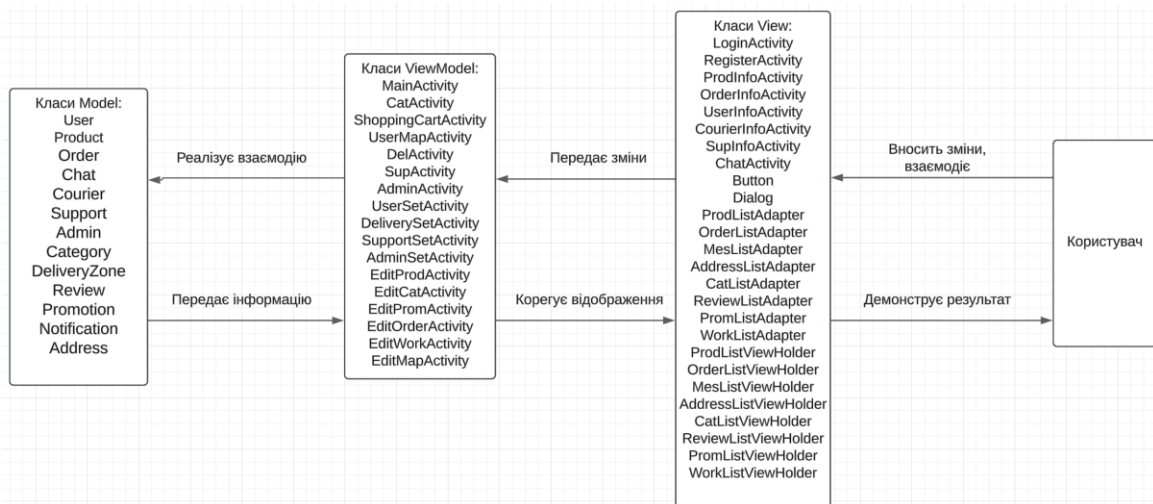 Класи Model:
User
Product
Order
Chat
Courier
Support
Admin
Category
DeliveryZone
Review
Promotion
Notification
Address
Реалізує взаємодію
Передає інформацію
Класи ViewModel:
MainActivity
CatActivity
ShoppingCartActivity
UserMapActivity
DelActivity
SupActivity
AdminActivity
UserSetActivity
DeliverySetActivity
SupportSetActivity
AdminSetActivity
EditProdActivity
EditCatActivity
EditPromActivity
EditOrderActivity
EditWorkActivity
EditMapActivity
Передає зміни
Корегує відображення
Класи View:
LoginActivity
RegisterActivity
ProdInfoActivity
OrderInfoActivity
UserInfoActivity
CourierInfoActivity
SupInfoActivity
ChatActivity
Button
Dialog
ProdListAdapter
OrderListAdapter
MesListAdapter
AddressListAdapter
CatListAdapter
ReviewListAdapter
PromListAdapter
WorkListAdapter
ProdListViewHolder
OrderListViewHolder
MesListViewHolder
AddressListViewHolder
CatListViewHolder
ReviewListViewHolder
PromListViewHolder
WorkListViewHolder
Вносить зміни,
взаємодіє
Демонструє результат
Користувач